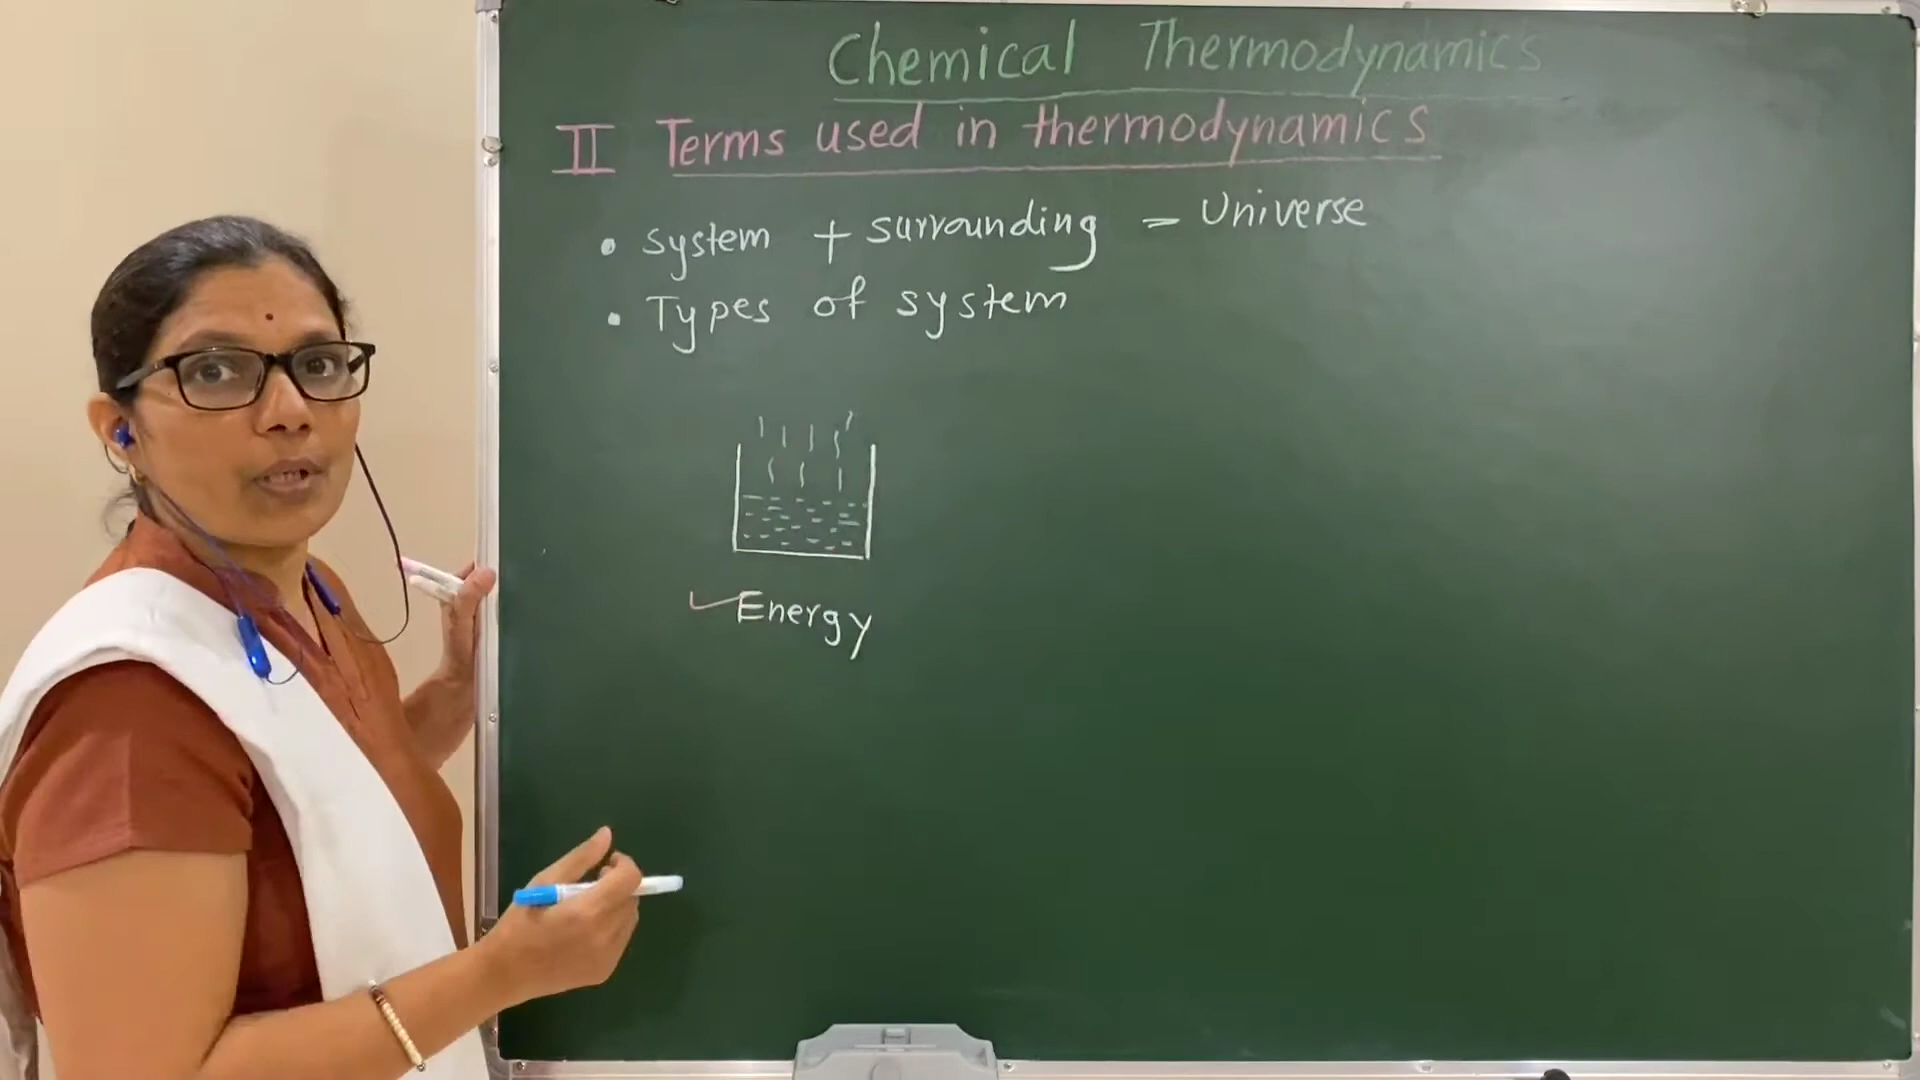 Chemical Thermodynamics
II Terms used in thermodynamics
• system + surrounding = Universe
• Types of system
✓Energy